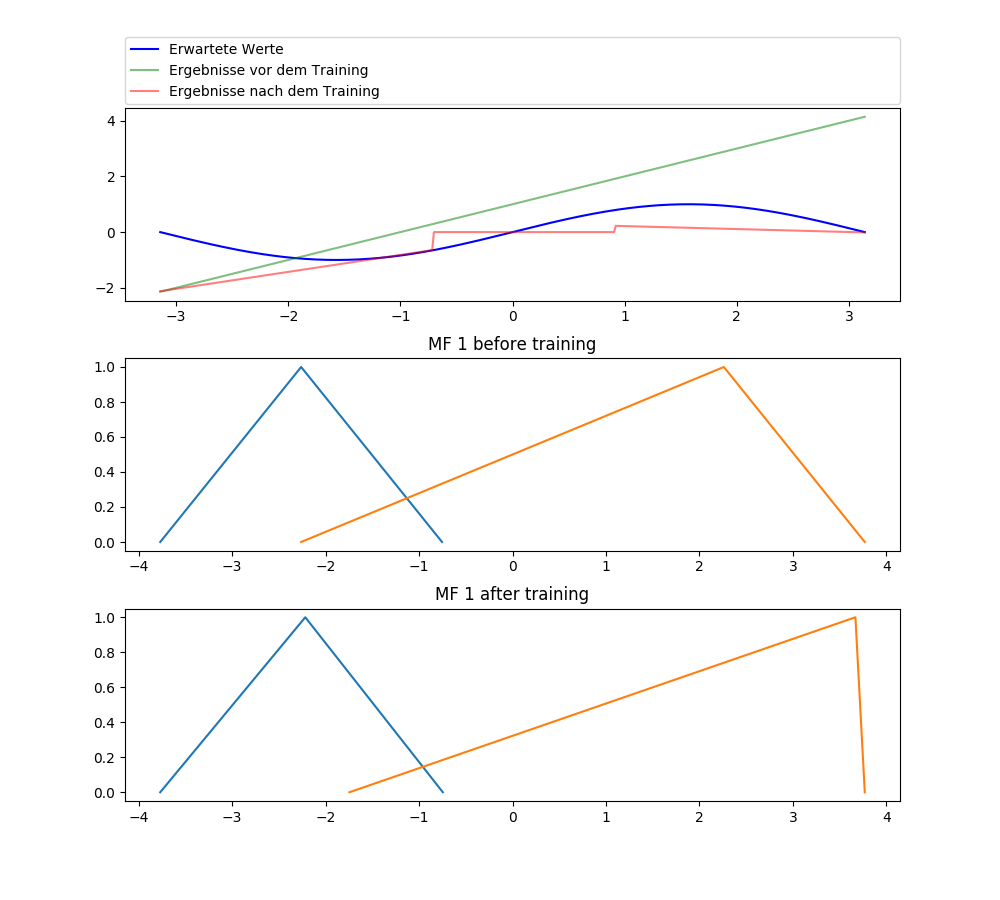 Erwartete Werte
Ergebnisse vor dem Training
Ergebnisse nach dem Training
4
2
0
−2
−3 −2 −1 0 1 2 3
MF 1 before training
1.0
0.8
0.6
0.4
0.2
0.0
−4 −3 −2 −1 0 1 2 3 4
MF 1 after training
1.0
0.8
0.6
0.4
0.2
0.0
−4 −3 −2 −1 0 1 2 3 4